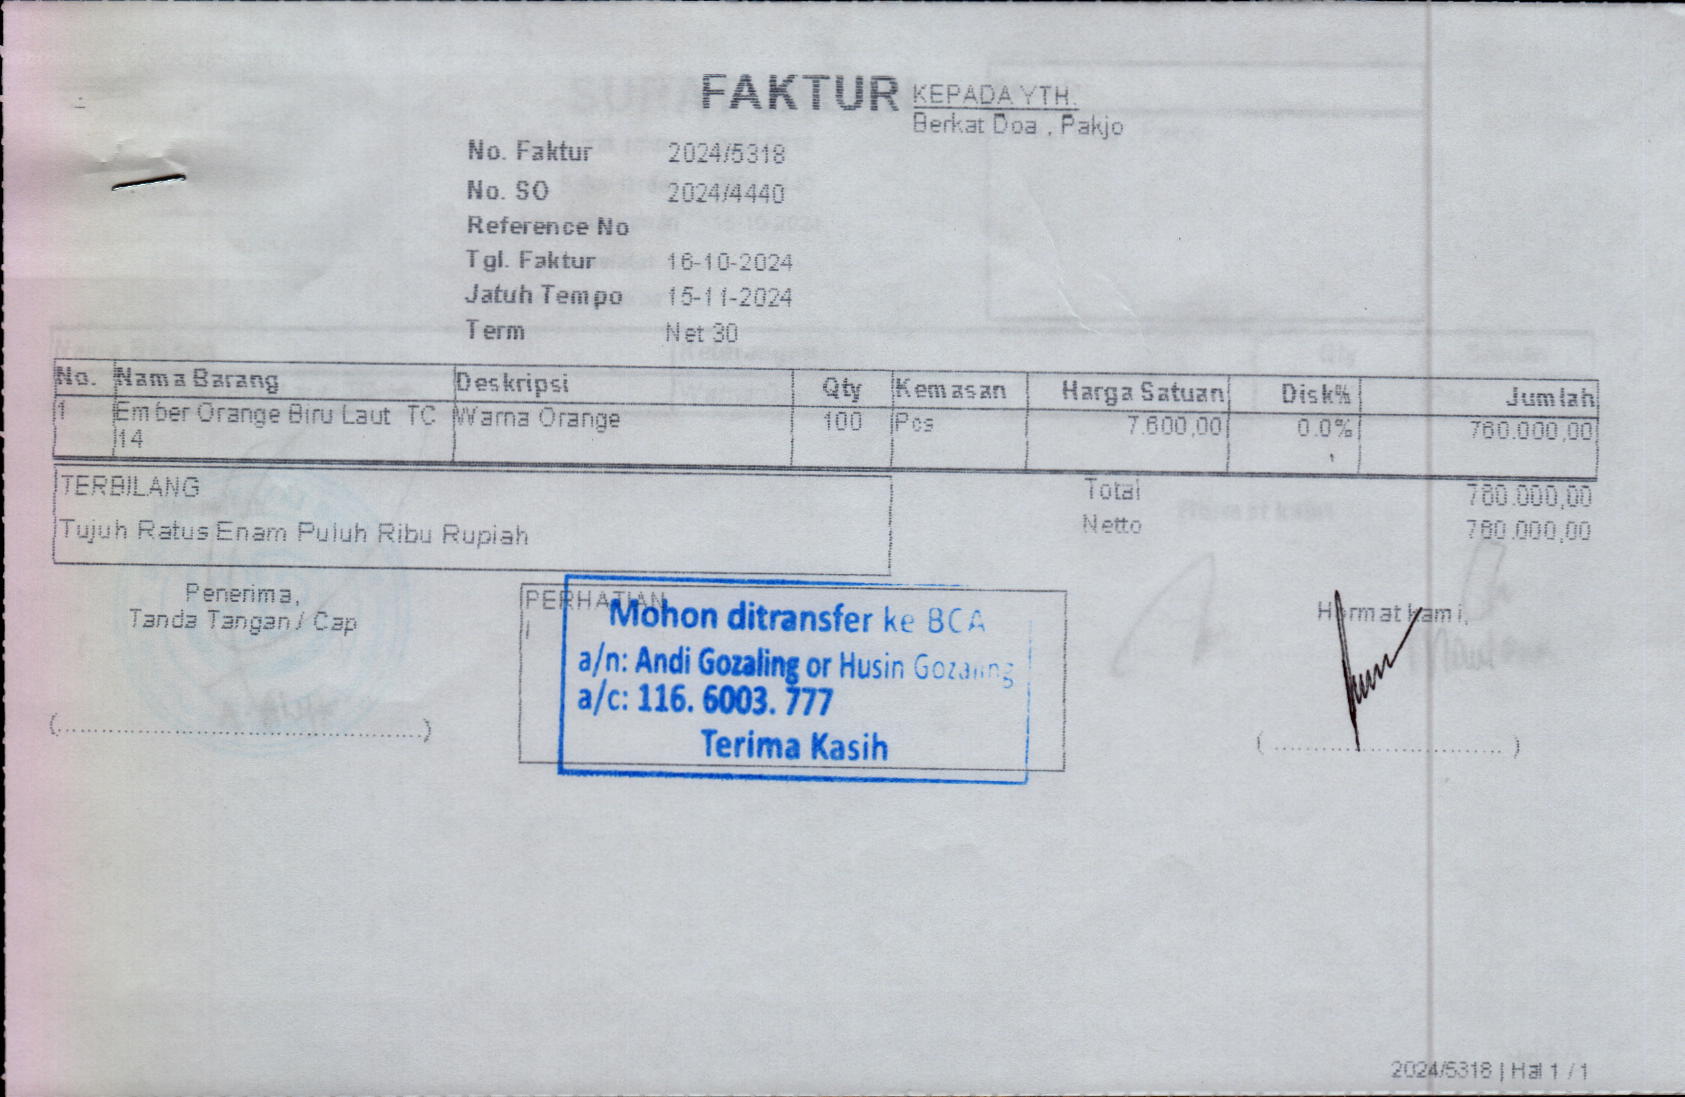 FAKTUR
KEPADA YTH.
Berkat Doa , Pakjo
No. Faktur 2024/5318
No. SO 2024/4440
Reference No
Tgl. Faktur 16-10-2024
Jatuh Tempo 15-11-2024
Term Net 30
No. Nama Barang Deskripsi Qty Kemasan Harga Satuan Disk% Jumlah
1 Ember Orange Biru Laut TC Warna Orange 100 Pcs 7.600,00 0.0% 760.000,00
14
TERBILANG Total 760.000,00
Tujuh Ratus Enam Puluh Ribu Rupiah Netto 760.000,00
Penerima,
Tanda Tangan / Cap
(...............................................)
PERHATIAN
Mohon ditransfer ke BCA
a/n: Andi Gozaling or Husin Gozaling
a/c: 116. 6003. 777
Terima Kasih
Hormat kami,
( ............................... )
2024/5318 | Hal 1 / 1